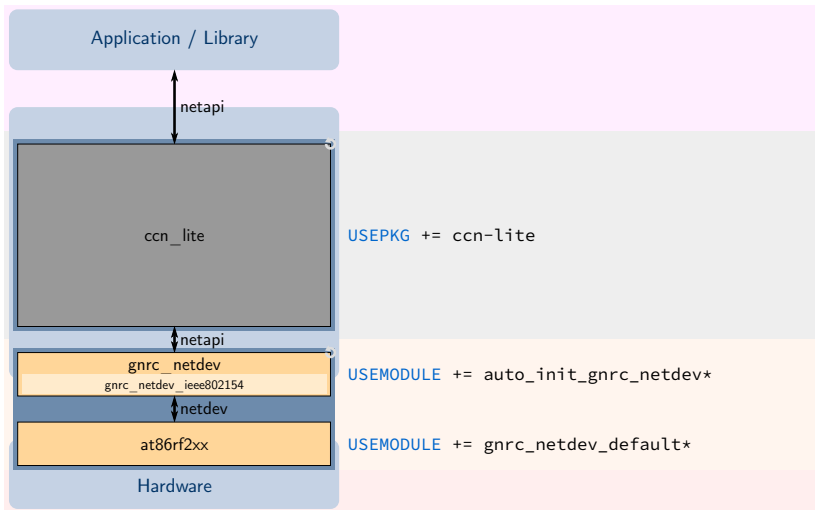 Application / Library
netapi
ccn_lite
USEPKG += ccn-lite
netapi
gnrc_netdev
gnrc_netdev_ieee802154
USEMODULE += auto_init_gnrc_netdev*
netdev
at86rf2xx
USEMODULE += gnrc_netdev_default*
Hardware